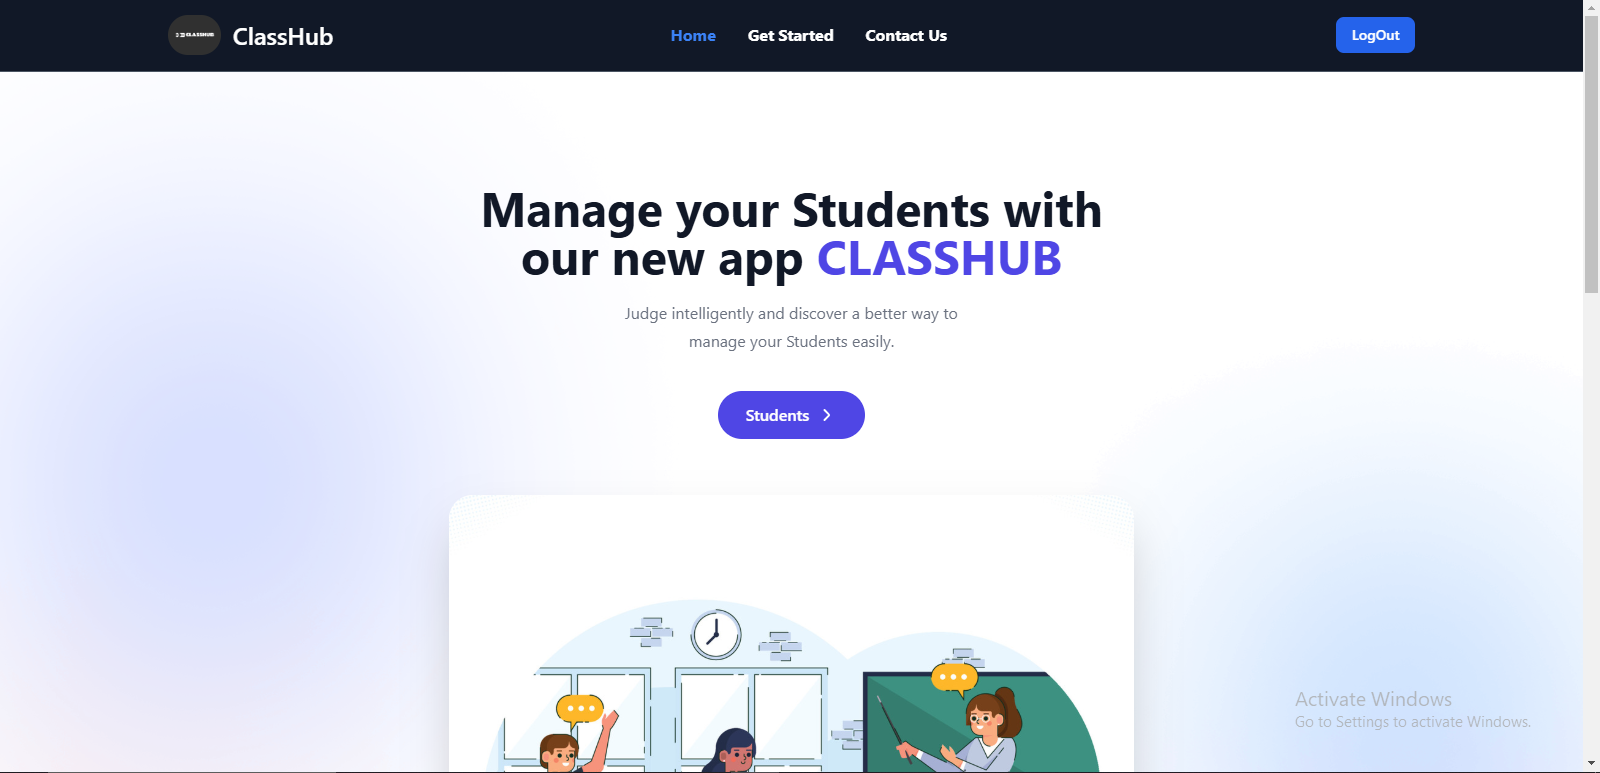 CLASSHUB
ClassHub
Home
Get Started
Contact Us
LogOut
Manage your Students with
our new app CLASSHUB
Judge intelligently and discover a better way to
manage your Students easily.
Students
Activate Windows
Go to Settings to activate Windows.